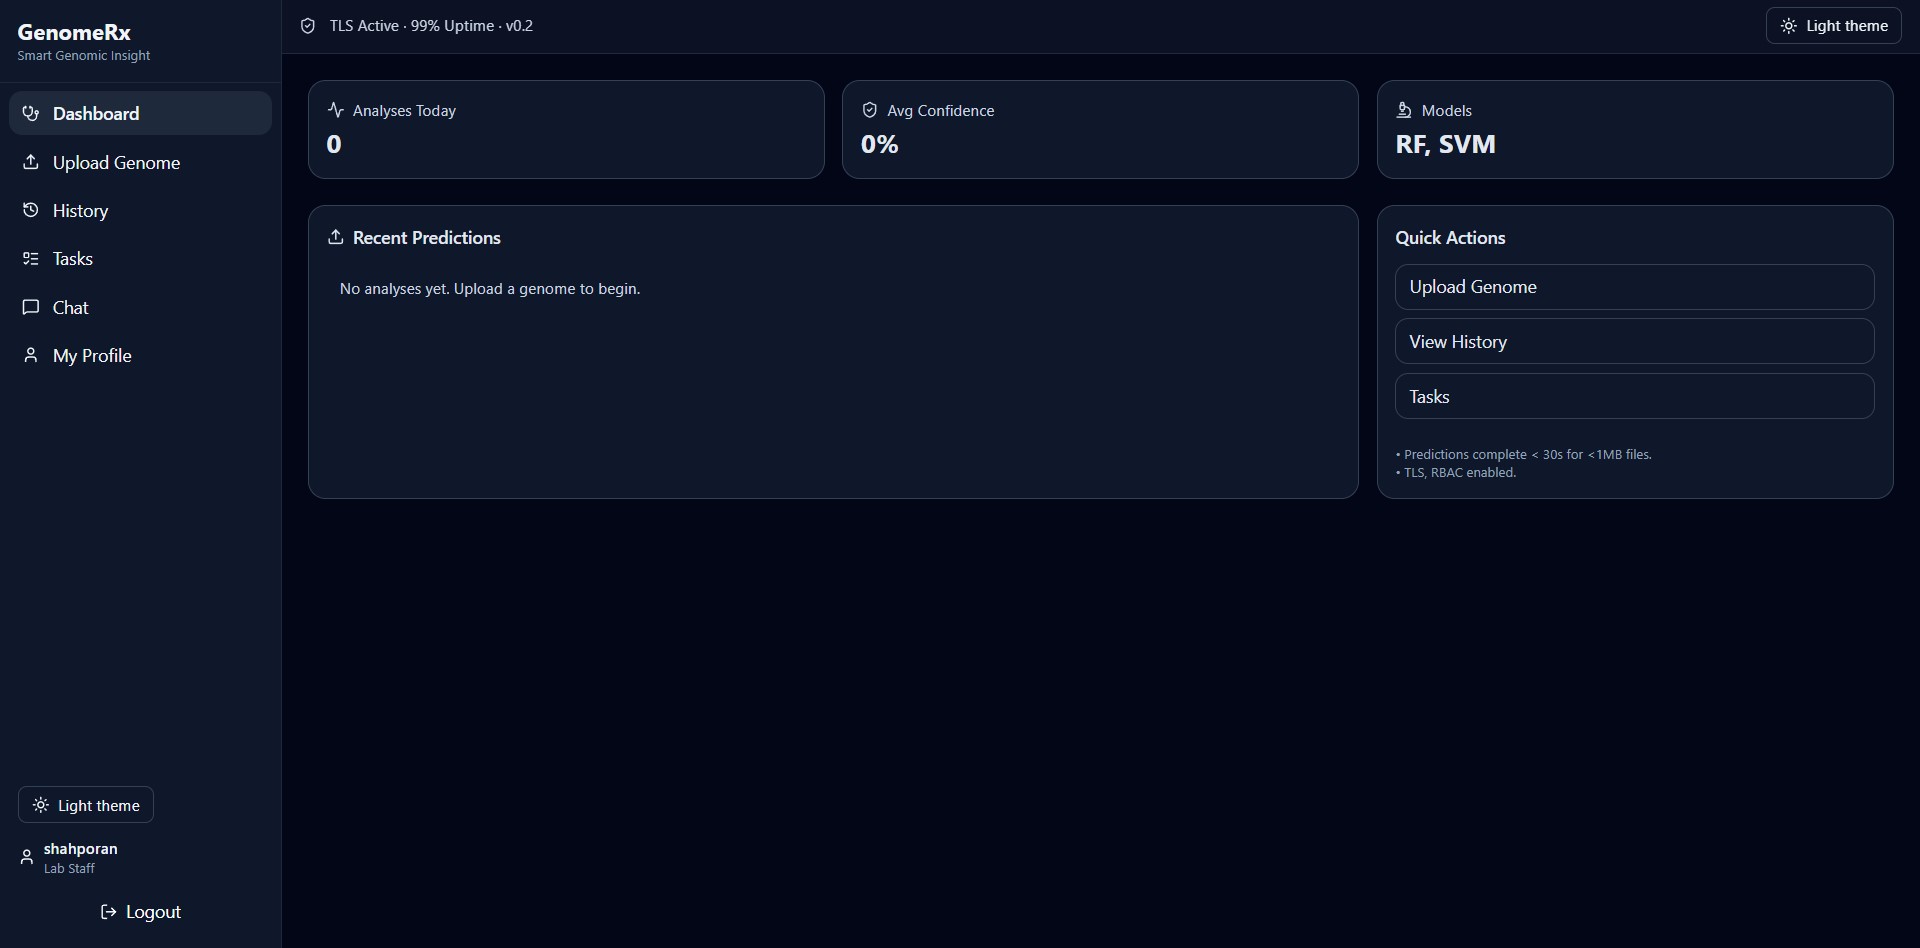 GenomeRx
Smart Genomic Insight
Dashboard
Upload Genome
History
Tasks
Chat
My Profile
Light theme
shahporan
Lab Staff
Logout
TLS Active · 99% Uptime · v0.2
Light theme
Analyses Today
0
Avg Confidence
0%
Models
RF, SVM
Recent Predictions
No analyses yet. Upload a genome to begin.
Quick Actions
Upload Genome
View History
Tasks
• Predictions complete < 30s for <1MB files.
• TLS, RBAC enabled.